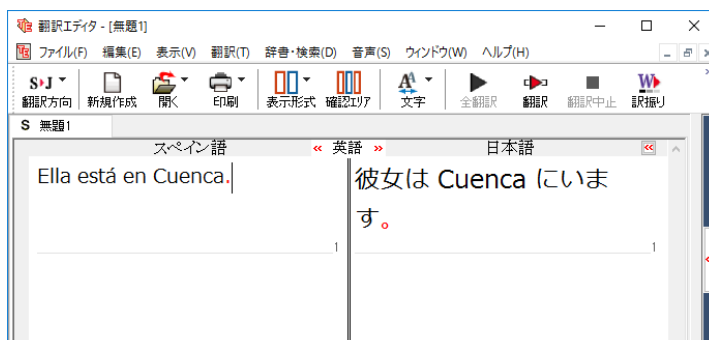 翻訳エディタ - [無題1]
ファイル(F) 編集(E) 表示(V) 翻訳(T) 辞書・検索(D) 音声(S) ウィンドウ(W) ヘルプ(H)
S▸J
翻訳方向 新規作成 開く 印刷 表示形式 確認エリア 文字 全翻訳 翻訳 翻訳中止 訳振り
S 無題1
スペイン語 « 英語 » 日本語 «
Ella está en Cuenca.
1
彼女は Cuenca にいま
す。
1